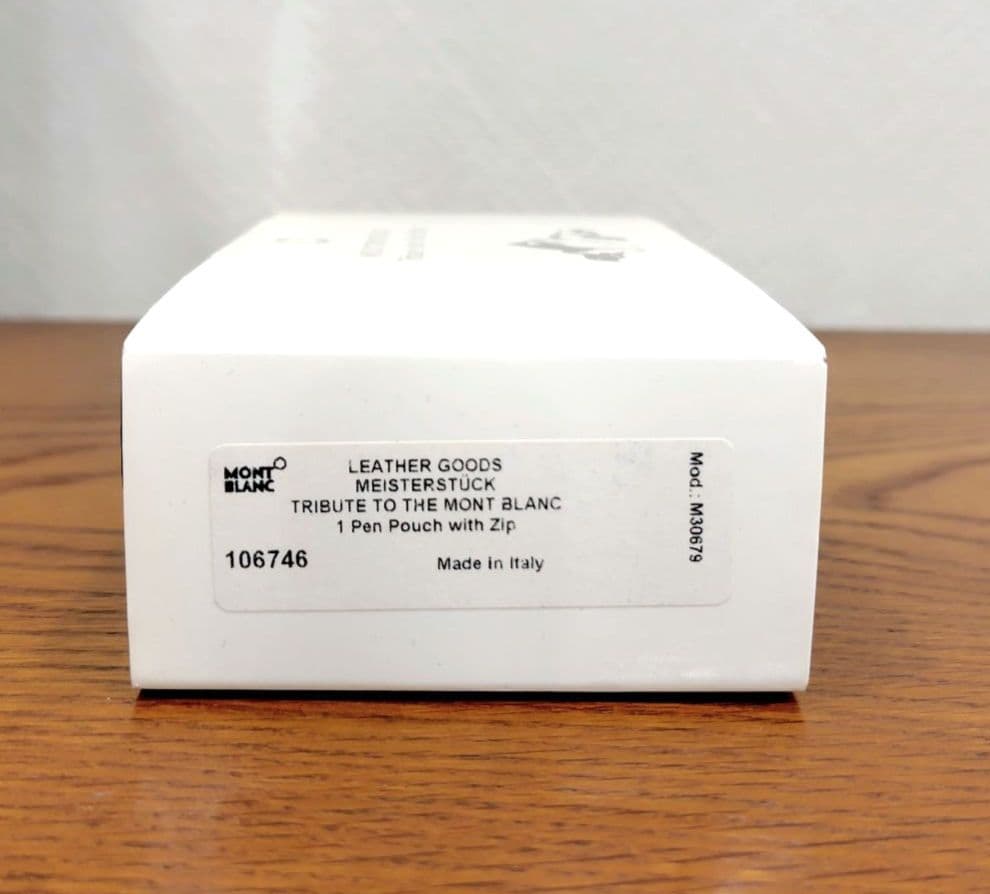 MONT
BLANC
LEATHER GOODS
MEISTERSTÜCK
TRIBUTE TO THE MONT BLANC
1 Pen Pouch with Zip
106746
Made in Italy
Mod.: M30679